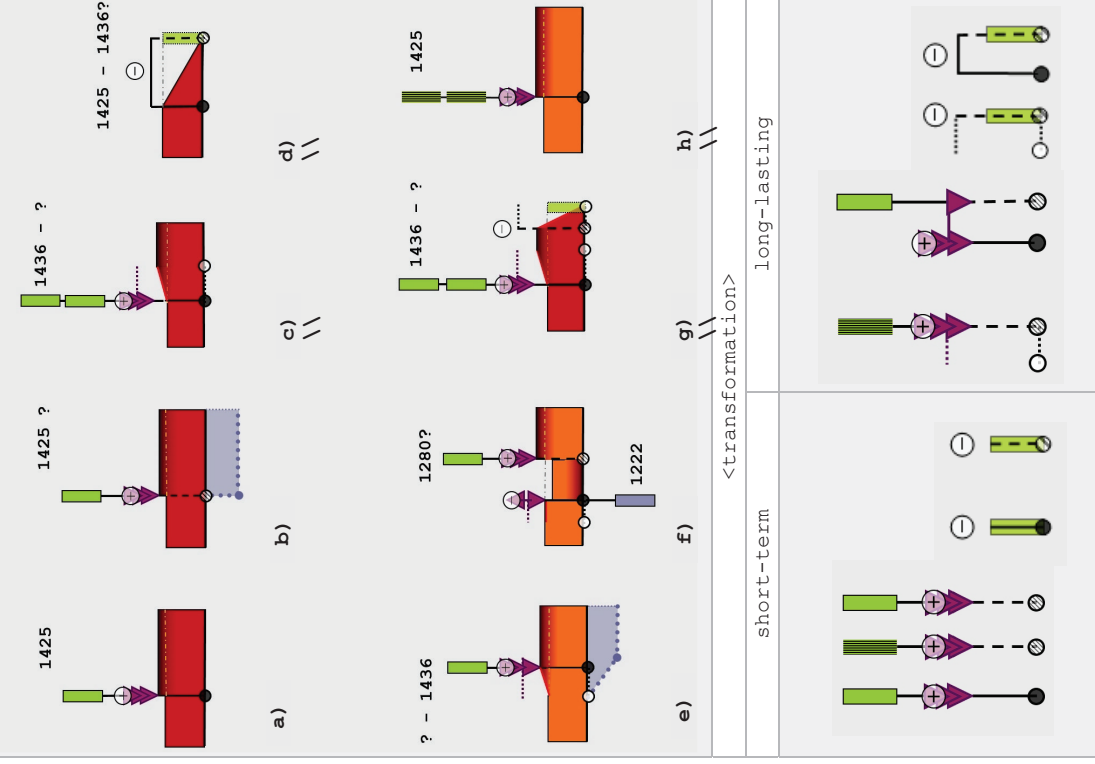 1425
1425 ?
1436 - ?
1425 - 1436?
a)
b)
c)
d)
? - 1436
1280?
1436 - ?
1425
1222
e)
f)
g)
h)
<transformation>
short-term
long-lasting